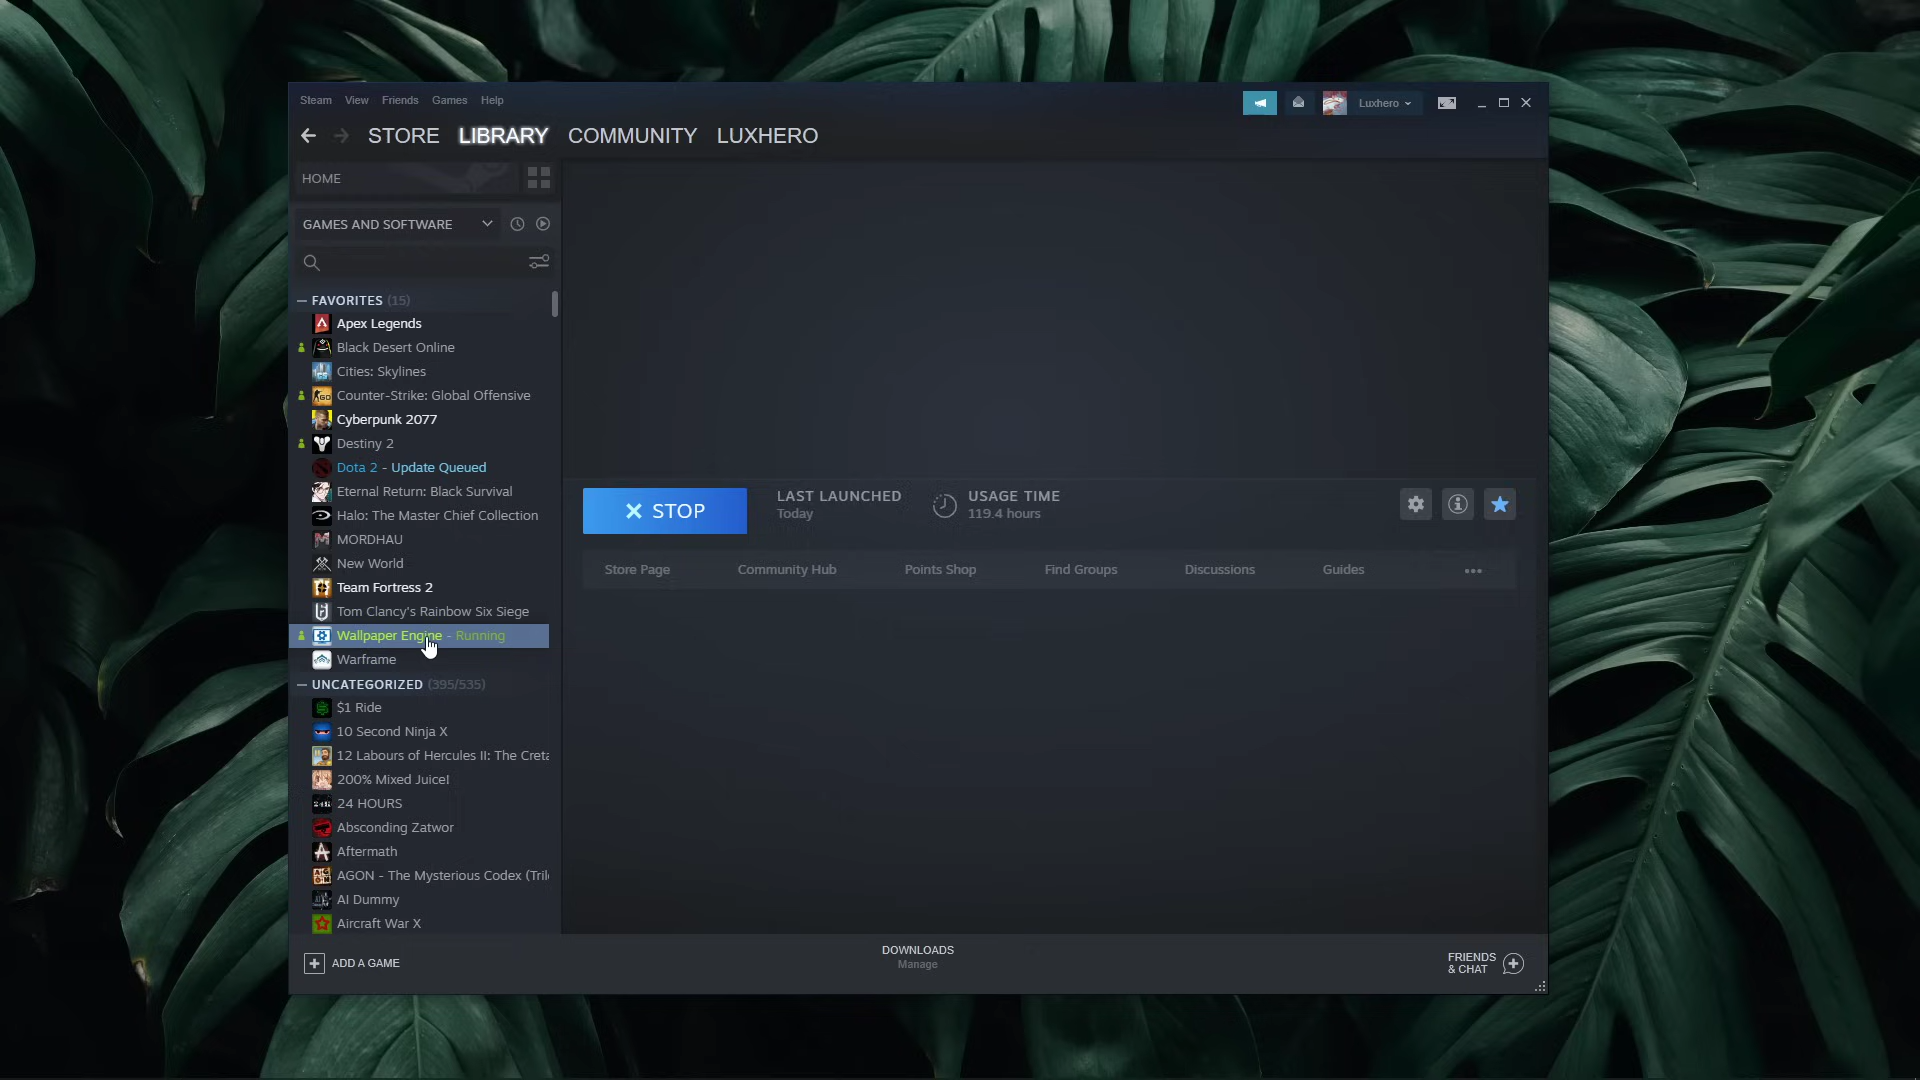 Steam View Friends Games Help
Luxhero
STORE LIBRARY COMMUNITY LUXHERO
HOME
GAMES AND SOFTWARE
FAVORITES (15)
Apex Legends
Black Desert Online
Cities: Skylines
Counter-Strike: Global Offensive
Cyberpunk 2077
Destiny 2
Dota 2 - Update Queued
Eternal Return: Black Survival
Halo: The Master Chief Collection
MORDHAU
New World
Team Fortress 2
Tom Clancy's Rainbow Six Siege
Wallpaper Engine - Running
Warframe
UNCATEGORIZED (395/535)
$1 Ride
10 Second Ninja X
12 Labours of Hercules II: The Creta
200% Mixed Juice!
24 HOURS
Absconding Zatwor
Aftermath
AGON - The Mysterious Codex (Tril
AI Dummy
Aircraft War X
STOP
LAST LAUNCHED
Today
USAGE TIME
119.4 hours
Store Page Community Hub Points Shop Find Groups Discussions Guides
ADD A GAME
DOWNLOADS
Manage
FRIENDS
& CHAT